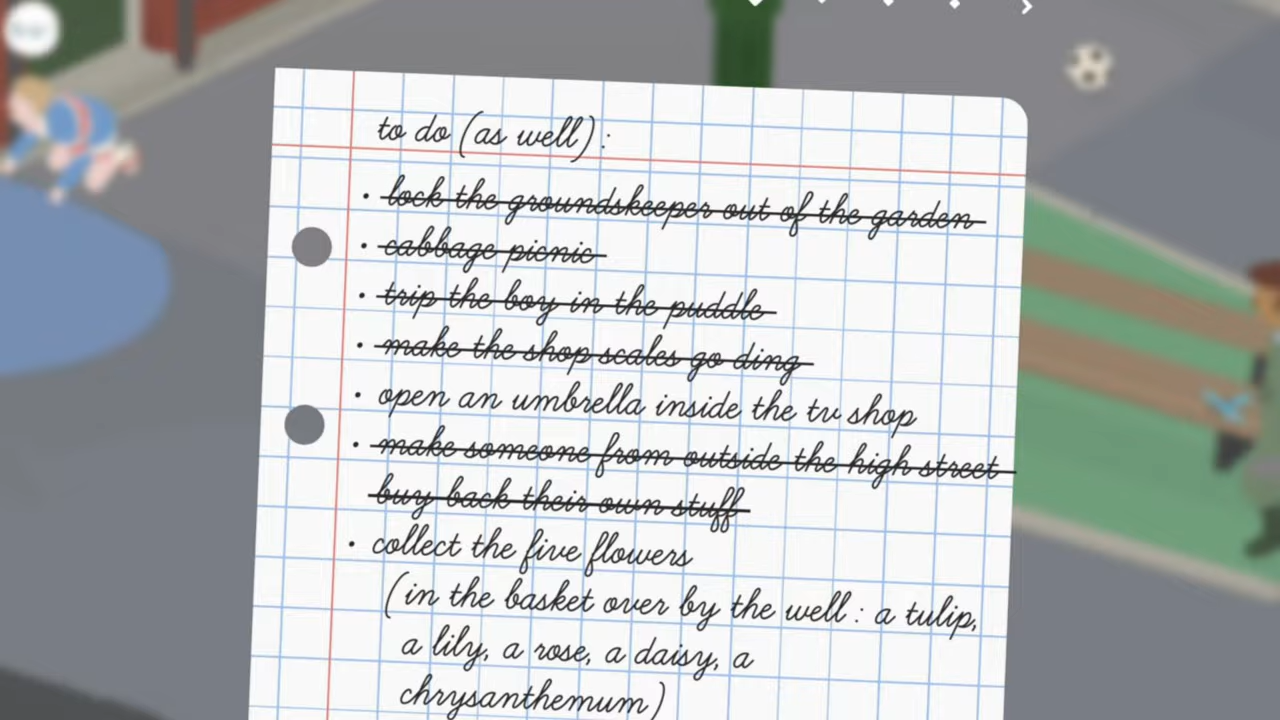 to do (as well):
• lock the groundskeeper out of the garden
• cabbage picnic
• trip the boy in the puddle
• make the shop scales go ding
• open an umbrella inside the tv shop
• make someone from outside the high street
buy back their own stuff
• collect the five flowers
(in the basket over by the well: a tulip,
a lily, a rose, a daisy, a
chrysanthemum)